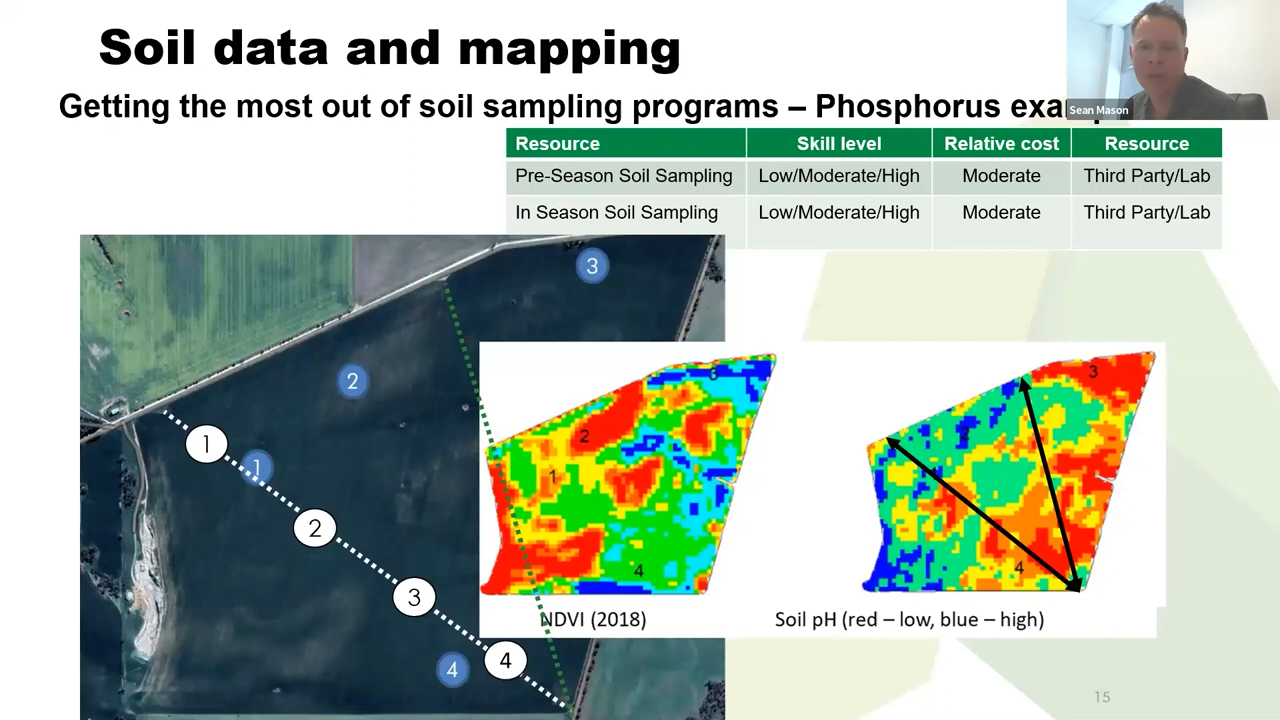 Soil data and mapping
Getting the most out of soil sampling programs – Phosphorus
Sean Mason
Resource Skill level Relative cost Resource
Pre-Season Soil Sampling Low/Moderate/High Moderate Third Party/Lab
In Season Soil Sampling Low/Moderate/High Moderate Third Party/Lab
3
2
1
1
2
3
4
4
2
1
4
3
4
NDVI (2018)
Soil pH (red – low, blue – high)
15